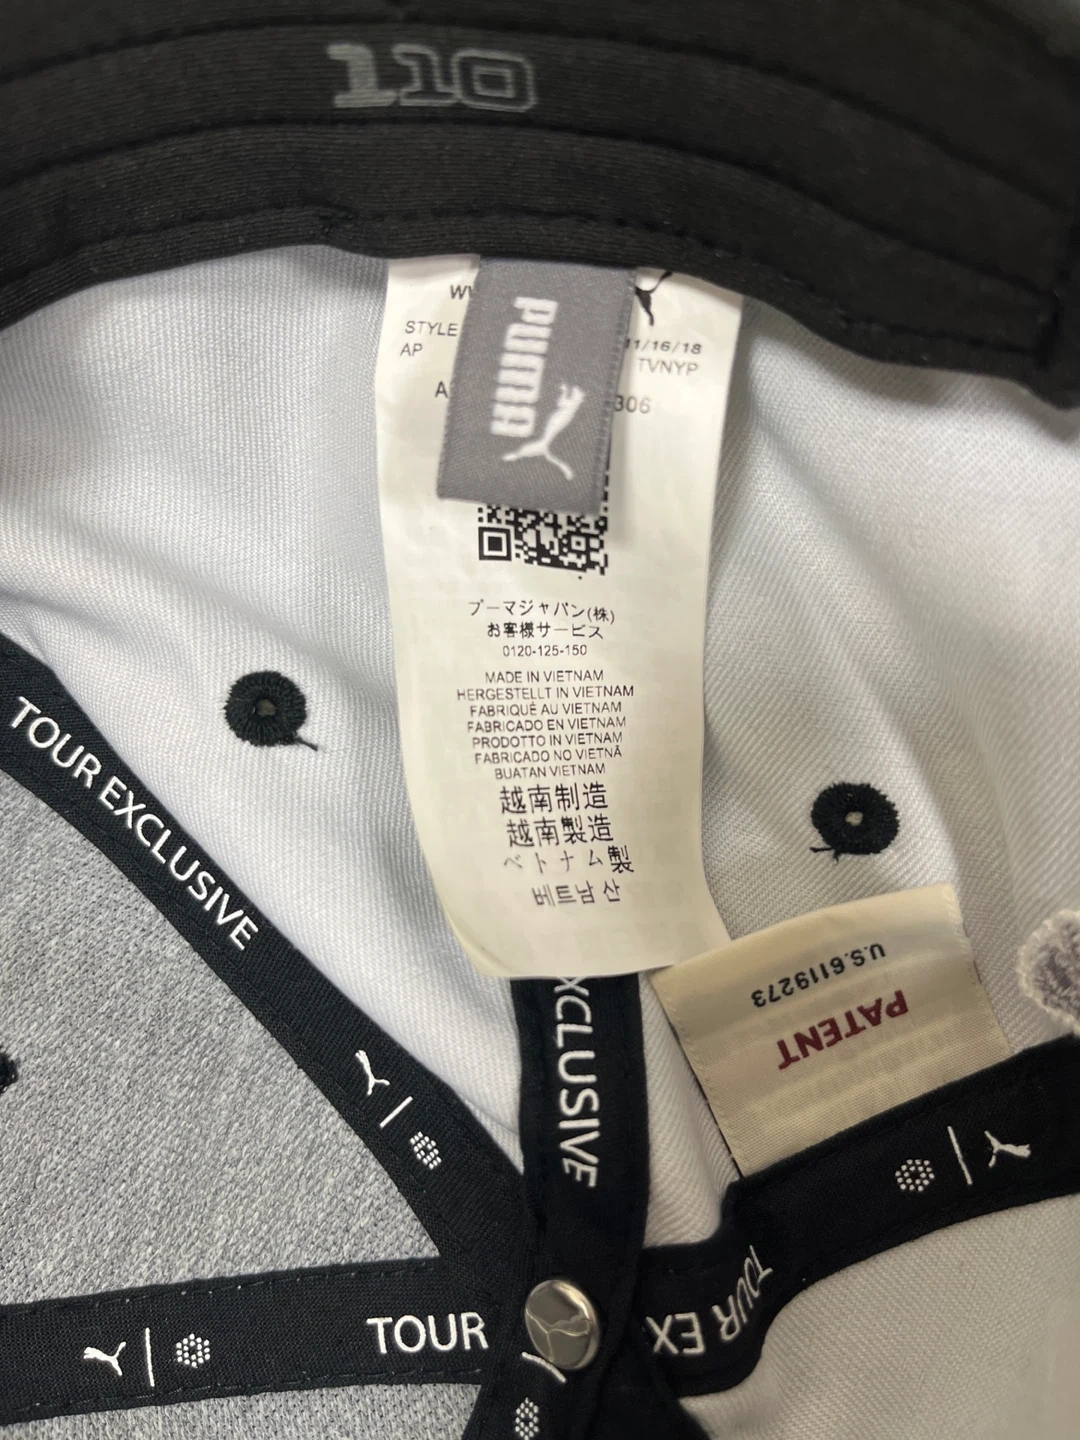 110
STYLE
11/16/18
AP
TVNYP
306
PUMA
プーマジャパン(株)
お客様サービス
0120-125-150
MADE IN VIETNAM
HERGESTELLT IN VIETNAM
FABRIQUÉ AU VIETNAM
FABRICADO EN VIETNAM
PRODOTTO IN VIETNAM
FABRICADO NO VIETNÃ
BUATAN VIETNAM
越南制造
越南製造
ベトナム製
베트남 산
TOUR EXCLUSIVE
EXCLUSIVE
U.S.6119273
PATENT
TOUR
TOUR EX